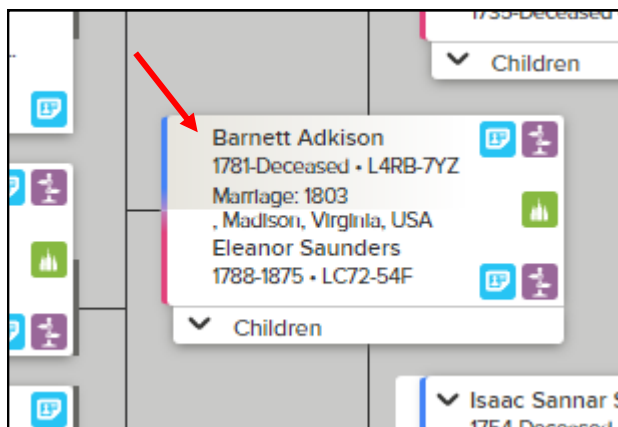 1735-Deceased
Children
Barnett Adkison
1781-Deceased • L4RB-7YZ
Marriage: 1803
, Madison, Virginia, USA
Eleanor Saunders
1788-1875 • LC72-54F
Children
Isaac Sannar S
1754-Deceased